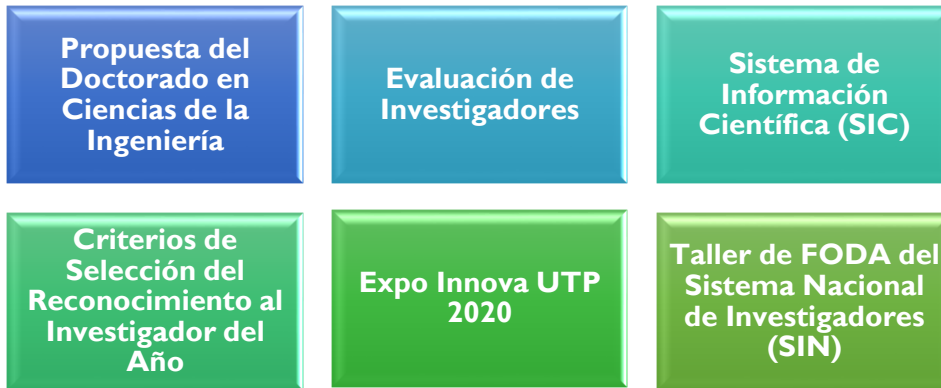 Propuesta del
Doctorado en
Ciencias de la
Ingeniería
Evaluación de
Investigadores
Sistema de
Información
Científica (SIC)
Criterios de
Selección del
Reconocimiento al
Investigador del
Año
Expo Innova UTP
2020
Taller de FODA del
Sistema Nacional
de Investigadores
(SIN)